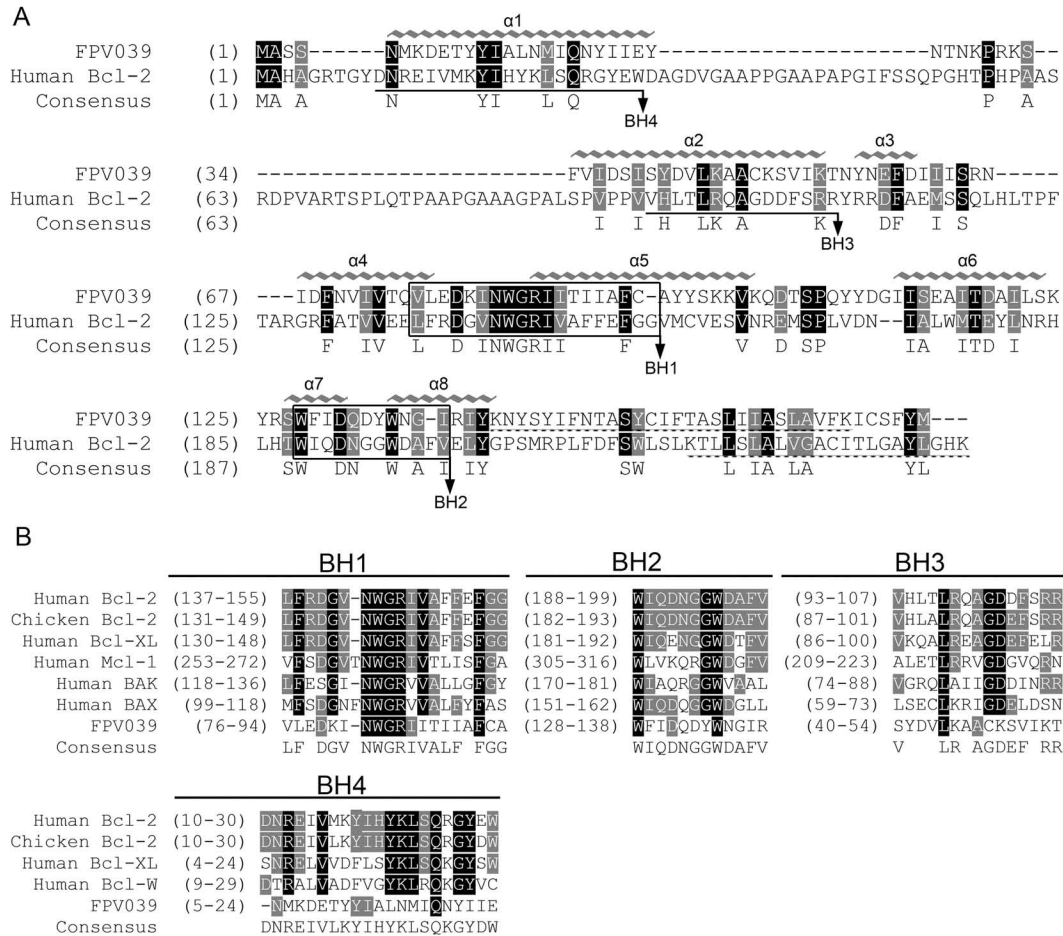 A
α1
FPV039 (1) MASS------NMKDETYYIALNMIQNYIIEY------------------NTNKPRKS-
Human Bcl-2 (1) MAHAGRTGYDNREIVMKYIHYKLSQRGYEWDAGDVGAAPPGAAPAPGIFSSQPGHTPHPAAS
Consensus (1) MA A N YI L Q P A
BH4
α2 α3
FPV039 (34) --------------------FVIDSISYDVLKAACKSVIKTNYNEFDIIISRN----
Human Bcl-2 (63) RDPVARTSPLQTPAAPGAAAGPALSPVPPVVHLTLRQAGDDFSRRYRRDFAEMSSQLHLTPF
Consensus (63) I I H LKA A K DF I S
BH3
α4 α5 α6
FPV039 (67) ---IDFNVIVTQVLEDKINWGRIITIIAFC-AYYSKKVKQDTSPQYYDGIISEAITDAILSK
Human Bcl-2 (125) TARGRFATVVEELFRDGVNWGRIVAFFEFGGVMCVESVNREMSPLVDN--IALWMTEYLNRH
Consensus (125) F IV L D INWGRII F V D SP IA ITD I
BH1
α7 α8
FPV039 (125) YRSWFIDQDYWNG-IRIYKNYSYIFNTASYCIFTASLIIASLAVFKICSFYM---
Human Bcl-2 (185) LHTWIQDNGGWDAFVELYGPSMRPLFDFSWLSLKTLLSLALVGACITLGAYLGHK
Consensus (187) SW DN W A I IY SW L IA LA YL
BH2
B
BH1 BH2 BH3
Human Bcl-2 (137-155) LFRDGV-NWGRIVAFFEFGG (188-199) WIQDNGGWDAFV (93-107) VHLTLRQAGDDFSRR
Chicken Bcl-2 (131-149) LFRDGV-NWGRIVAFFEFGG (182-193) WIQDNGGWDAFV (87-101) VHLALRQAGDEFSRR
Human Bcl-XL (130-148) LFRDGV-NWGRIVAFFSFGG (181-192) WIQENGGWDTFV (86-100) VKQALREAGDEFELR
Human Mcl-1 (253-272) VFSDGVTNWGRIVTLISFGA (305-316) WLVKQRGWDGFV (209-223) ALETLRRVGDGVQRN
Human BAK (118-136) LFESGI-NWGRVVALLGFGY (170-181) WIAQRGGWVAAL (74-88) VGRQLAIIGDDINRR
Human BAX (99-118) MFSDGNFNWGRVVALFYFAS (151-162) WIQDQGGWDGLL (59-73) LSECLKRIGDELDSN
FPV039 (76-94) VLEDKI-NWGRIITIIAFCA (128-138) WFIDQDYWNGIR (40-54) SYDVLKAACKSVIKT
Consensus LF DGV NWGRIVALF FGG WIQDNGGWDAFV V LR AGDEF RR
BH4
Human Bcl-2 (10-30) DNREIVMKYIHYKLSQRGYEW
Chicken Bcl-2 (10-30) DNREIVLKYIHYKLSQRGYDW
Human Bcl-XL (4-24) SNRELVVDFLSYKLSQKGYSW
Human Bcl-W (9-29) DTRALVADFVGYKLRQKGYVC
FPV039 (5-24) -NMKDETYYIALNMIQNYIIE
Consensus DNREIVLKYIHYKLSQKGYDW